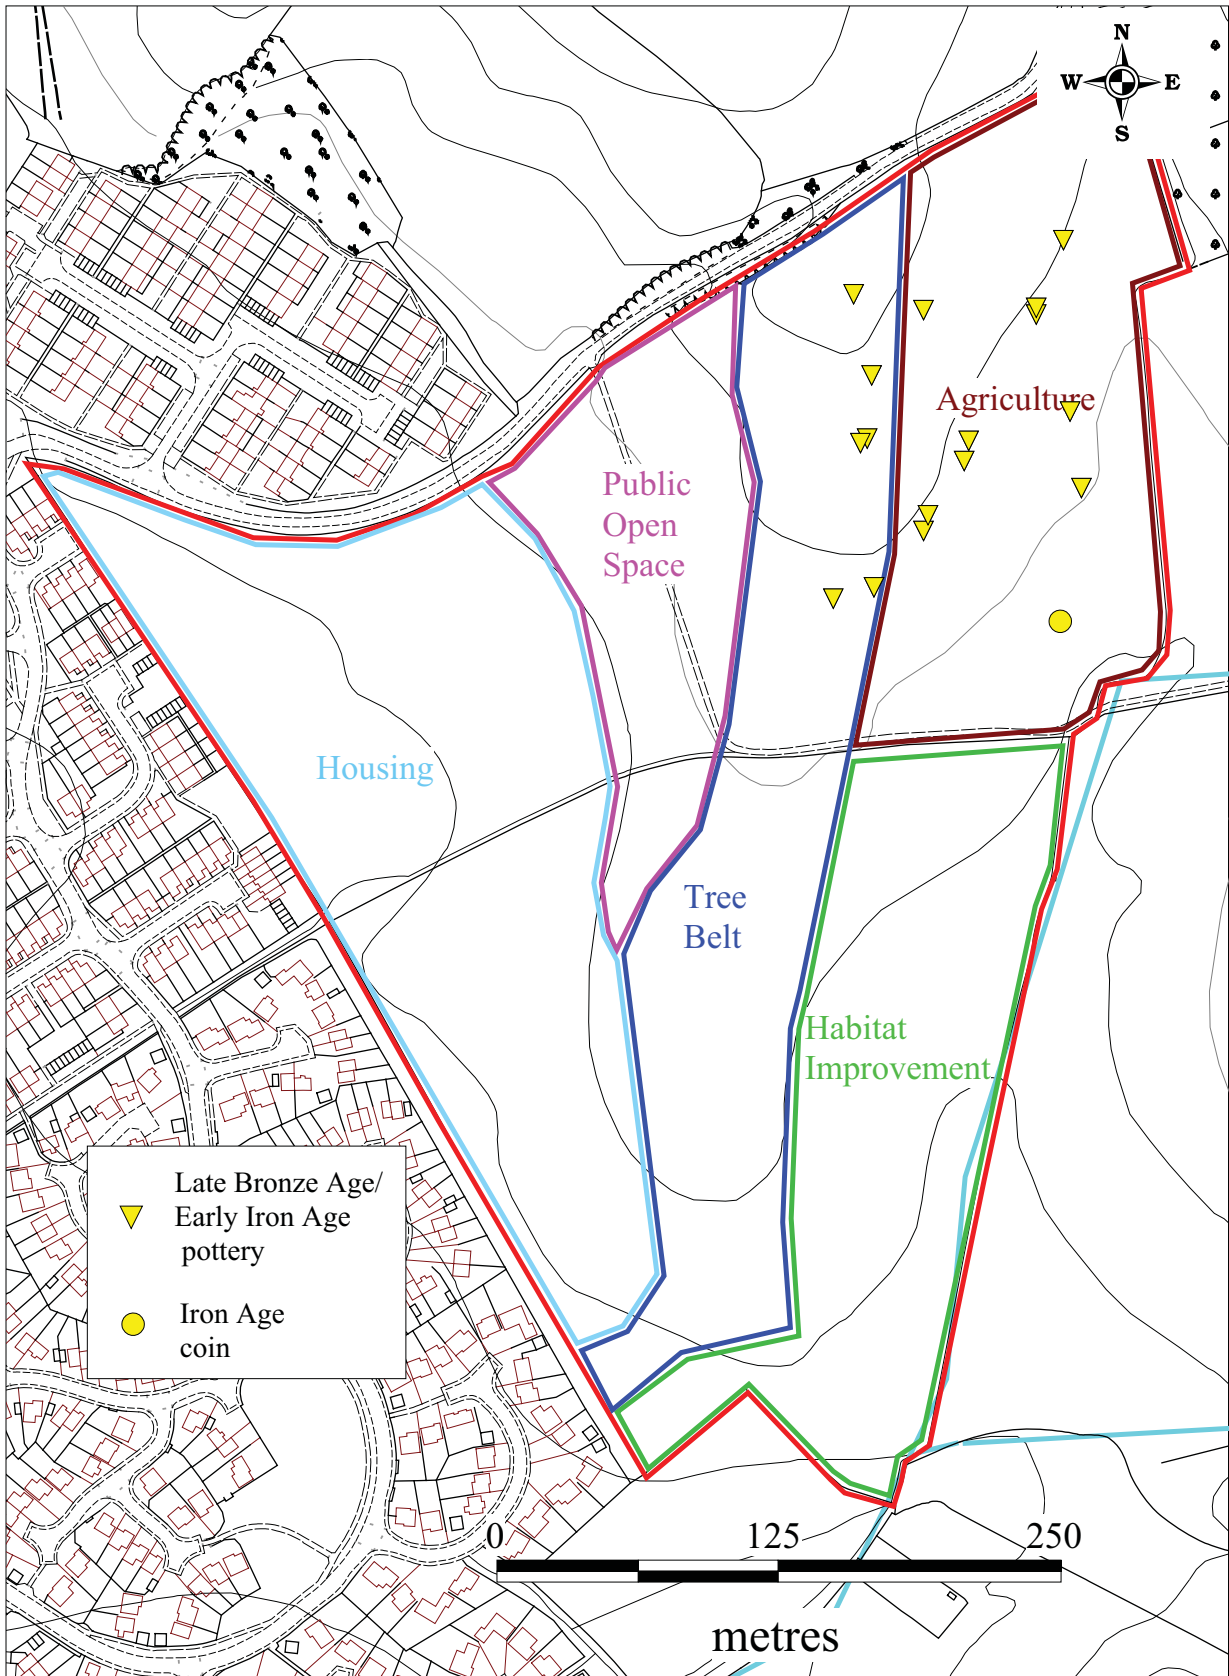 N
W E
S
Agriculture
Public
Open
Space
Housing
Tree
Belt
Habitat
Improvement
Late Bronze Age/
Early Iron Age
pottery
Iron Age
coin
0 125 250
metres